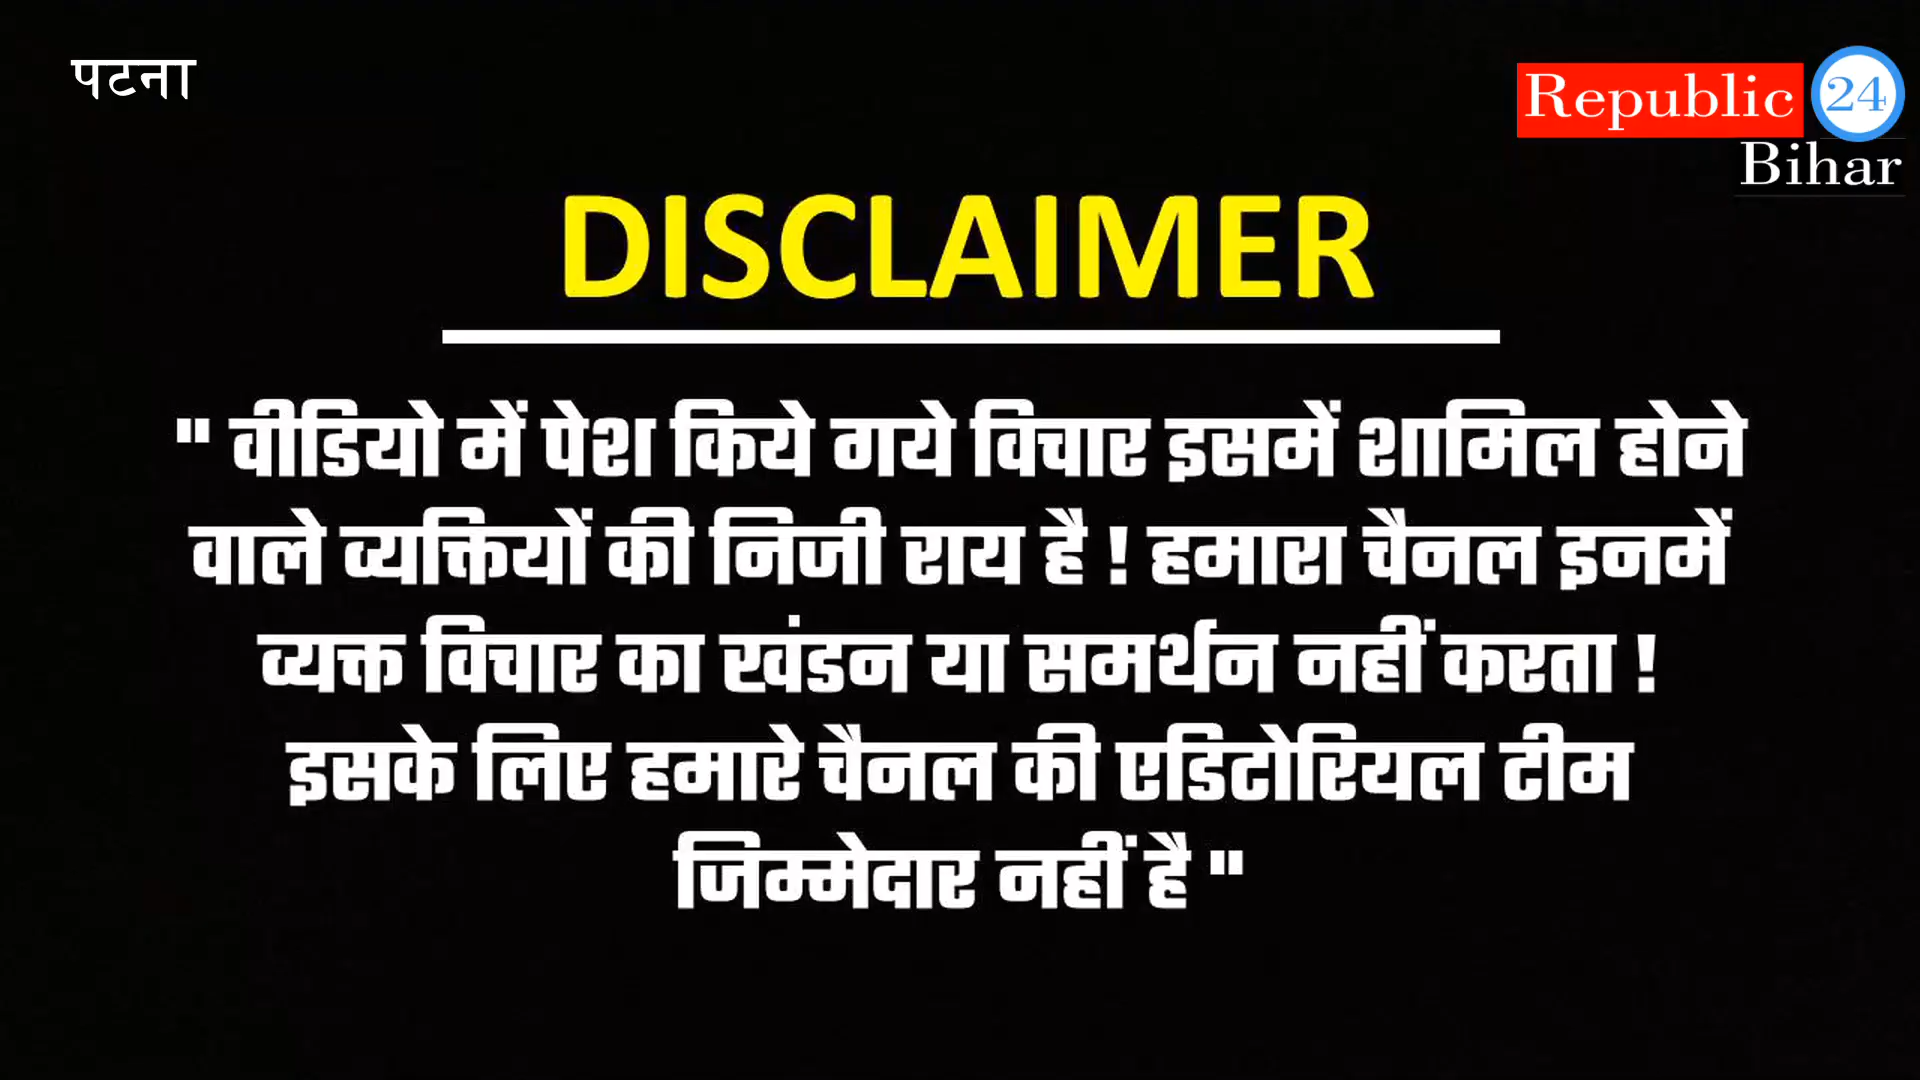 पटना
Republic 24
Bihar
DISCLAIMER
" वीडियो में पेश किये गये विचार इसमें शामिल होने
वाले व्यक्तियों की निजी राय है ! हमारा चैनल इनमें
व्यक्त विचार का खंडन या समर्थन नहीं करता !
इसके लिए हमारे चैनल की एडिटोरियल टीम
जिम्मेदार नहीं है "